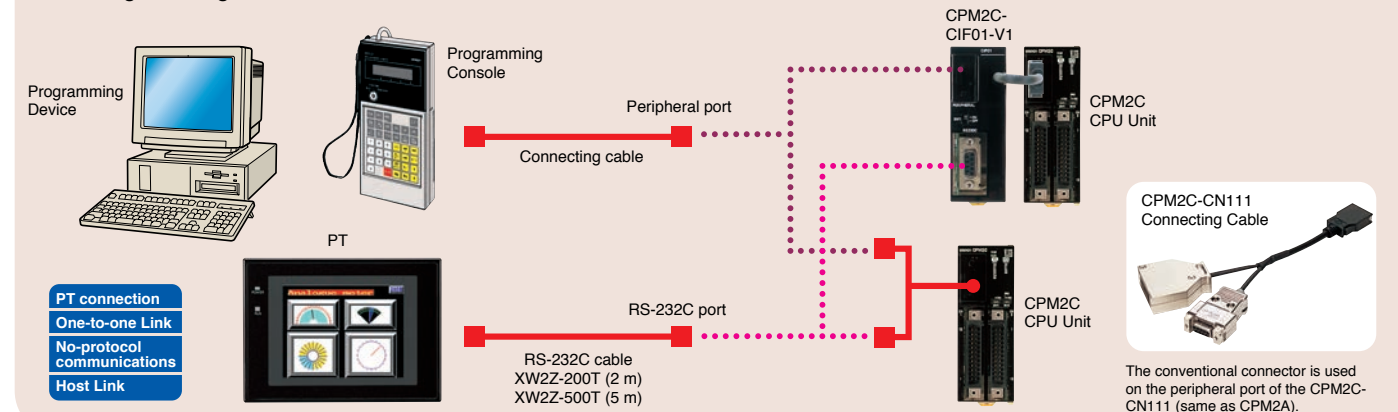 CPM2C-
CIF01-V1
Programming
Console
Programming
Device
Peripheral port
CPM2C
CPU Unit
Connecting cable
CPM2C-CN111
Connecting Cable
PT
PT connection
One-to-one Link
No-protocol
communications
Host Link
RS-232C port
CPM2C
CPU Unit
RS-232C cable
XW2Z-200T (2 m)
XW2Z-500T (5 m)
The conventional connector is used
on the peripheral port of the CPM2C-
CN111 (same as CPM2A).